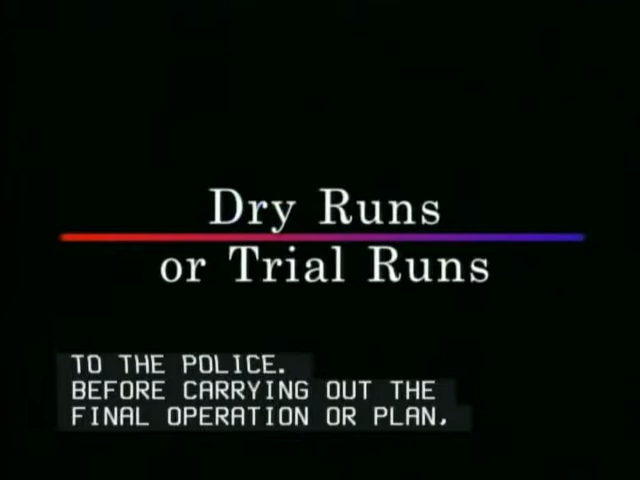 Dry Runs
or Trial Runs
TO THE POLICE.
BEFORE CARRYING OUT THE
FINAL OPERATION OR PLAN,